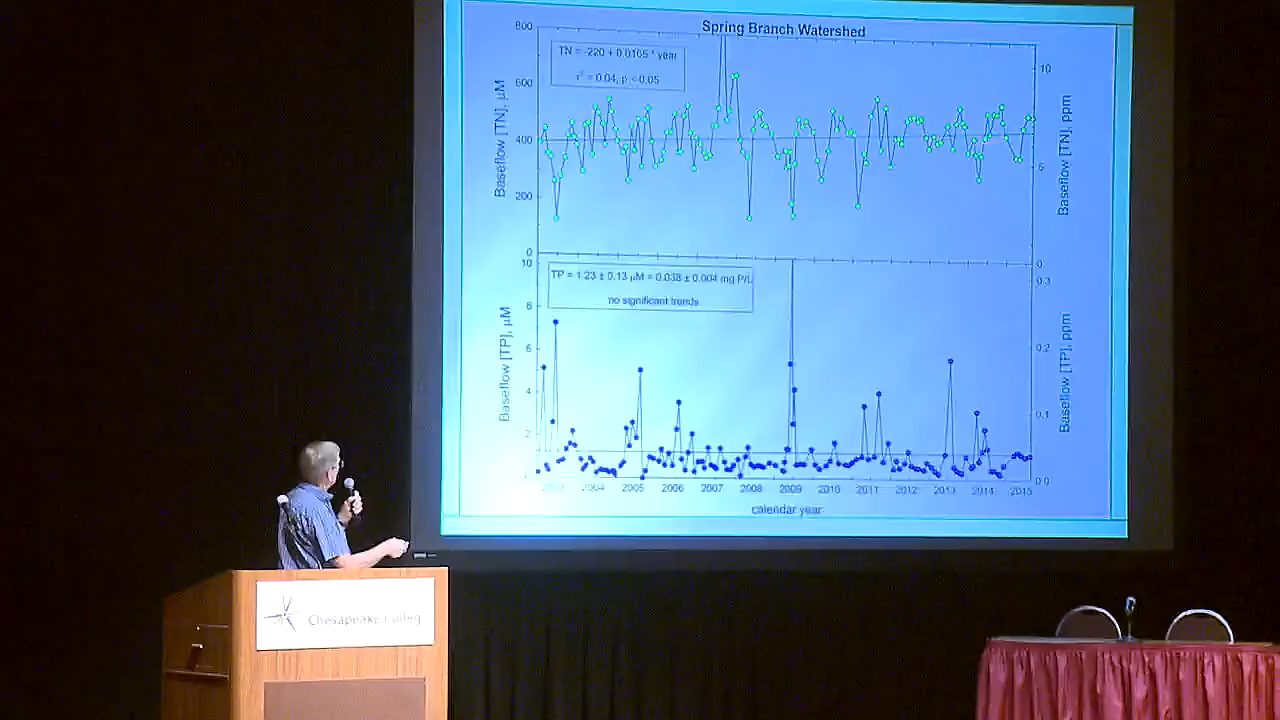 Spring Branch Watershed
TN = -220 + 0.0105 * year
r² = 0.04, p < 0.05
Baseflow [TN], µM
800
600
400
200
0
10
5
0
Baseflow [TN], ppm
TP = 1.23 ± 0.13 µM = 0.038 ± 0.004 mg P/L
no significant trends
Baseflow [TP], µM
10
8
6
4
2
0.3
0.2
0.1
0.0
Baseflow [TP], ppm
2003 2004 2005 2006 2007 2008 2009 2010 2011 2012 2013 2014 2015
calendar year
Chesapeake